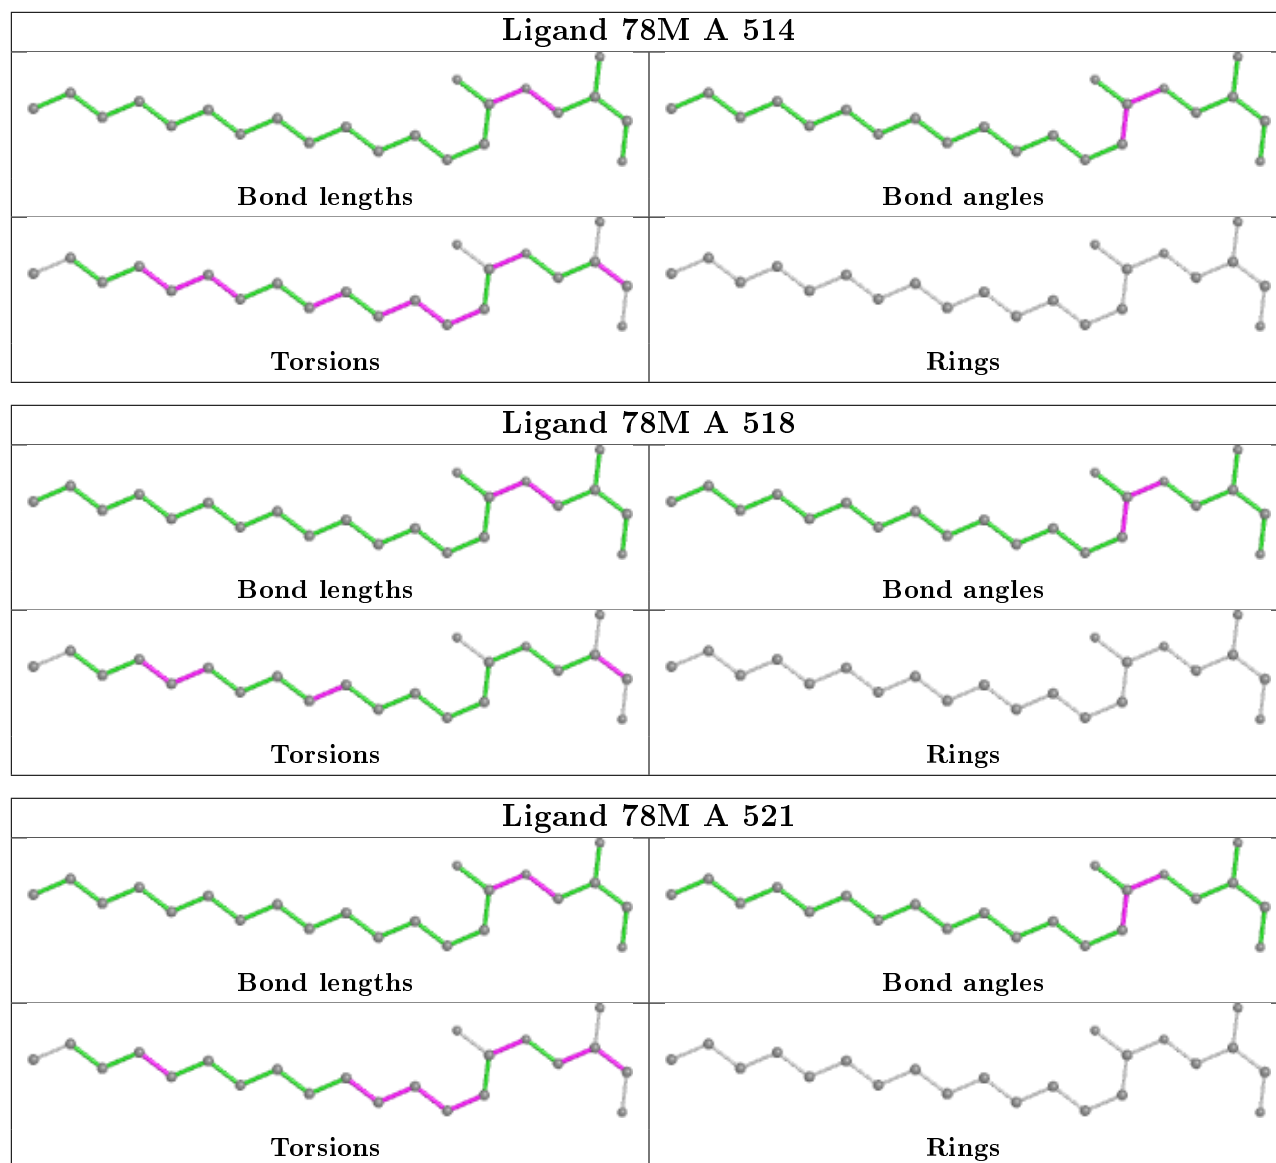 Ligand 78M A 514
Bond lengths
Bond angles
Torsions
Rings
Ligand 78M A 518
Bond lengths
Bond angles
Torsions
Rings
Ligand 78M A 521
Bond lengths
Bond angles
Torsions
Rings